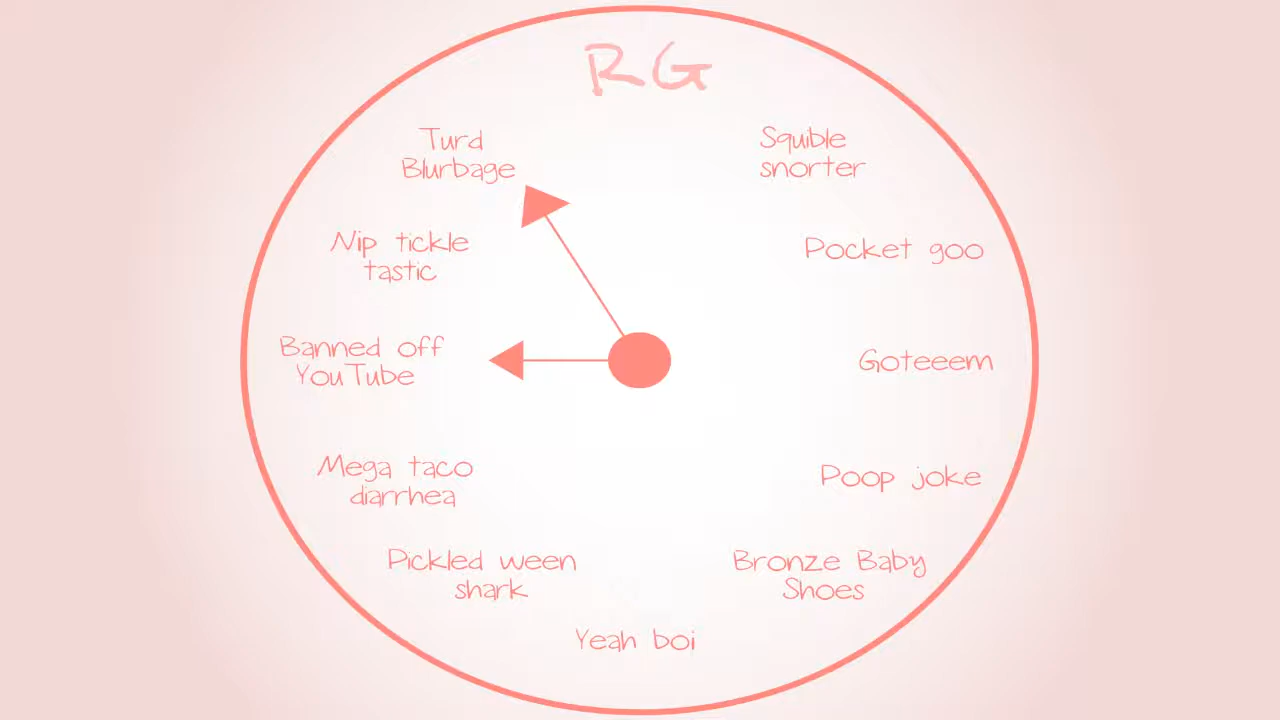 RG
Turd
Blurbage
Squible
snorter
Nip tickle
tastic
Pocket goo
Banned off
YouTube
Goteeem
Mega taco
diarrhea
Poop joke
Pickled ween
shark
Bronze Baby
Shoes
Yeah boi